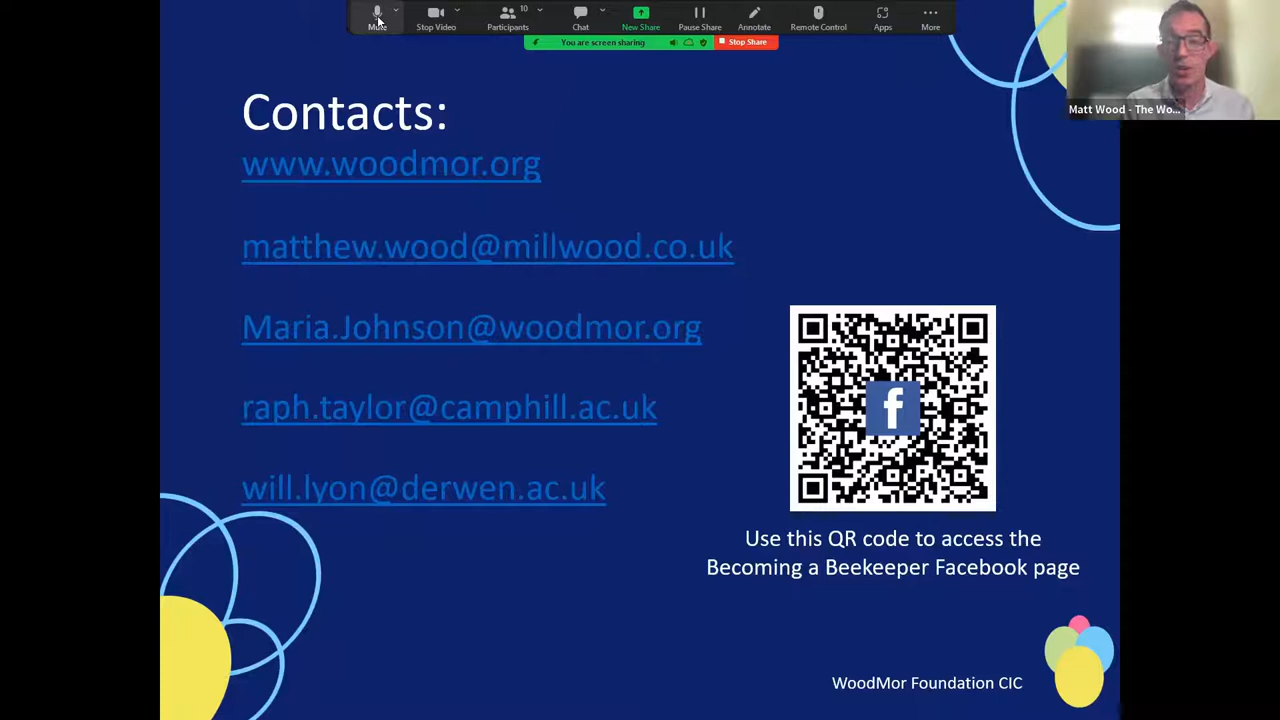 Mute
Stop Video
Participants
10
Chat
New Share
Pause Share
Annotate
Remote Control
Apps
More
You are screen sharing
Stop Share
Matt Wood - The Wo...
Contacts:
www.woodmor.org
matthew.wood@millwood.co.uk
Maria.Johnson@woodmor.org
raph.taylor@camphill.ac.uk
will.lyon@derwen.ac.uk
f
Use this QR code to access the
Becoming a Beekeeper Facebook page
WoodMor Foundation CIC